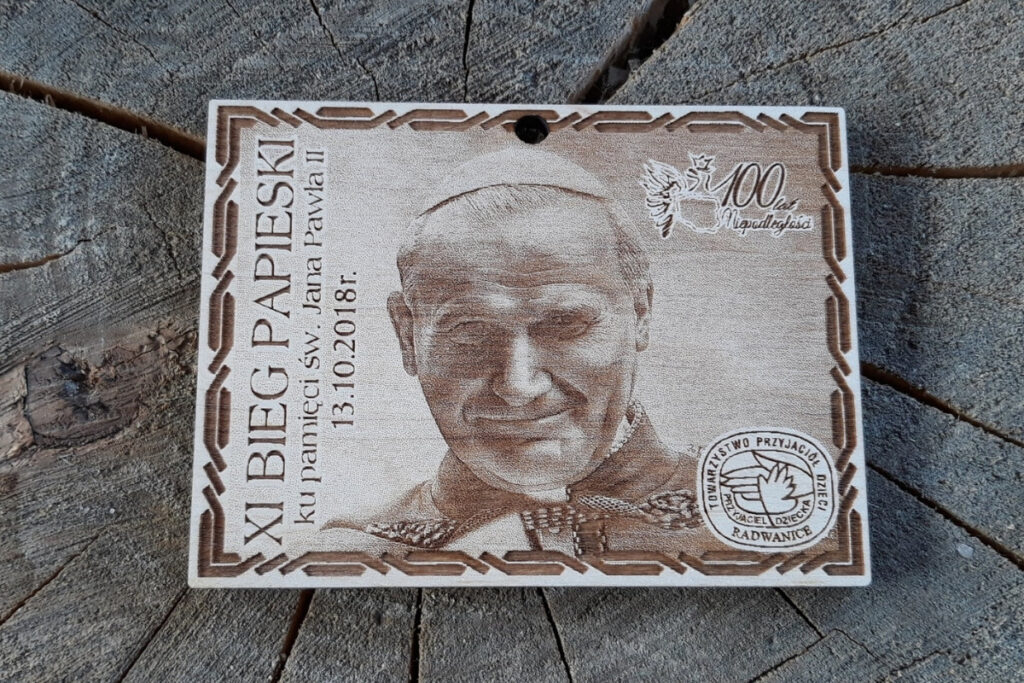 XI BIEG PAPIESKI
ku pamięci św. Jana Pawła II
13.10.2018r.
100 lat
Niepodległości
TOWARZYSTWO PRZYJACIÓŁ DZIECI
PRZYJACIEL DZIECKA
RADWANICE